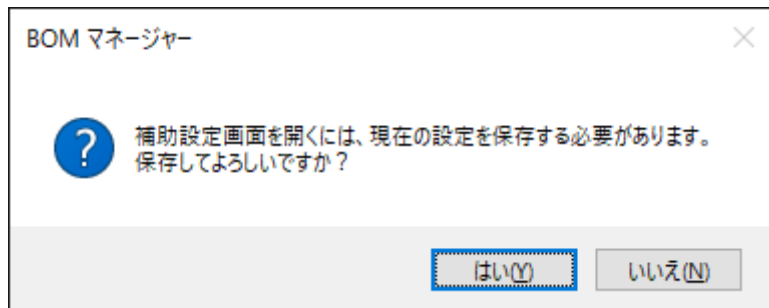 BOM マネージャー
?
補助設定画面を開くには、現在の設定を保存する必要があります。
保存してよろしいですか？
はい(Y)
いいえ(N)